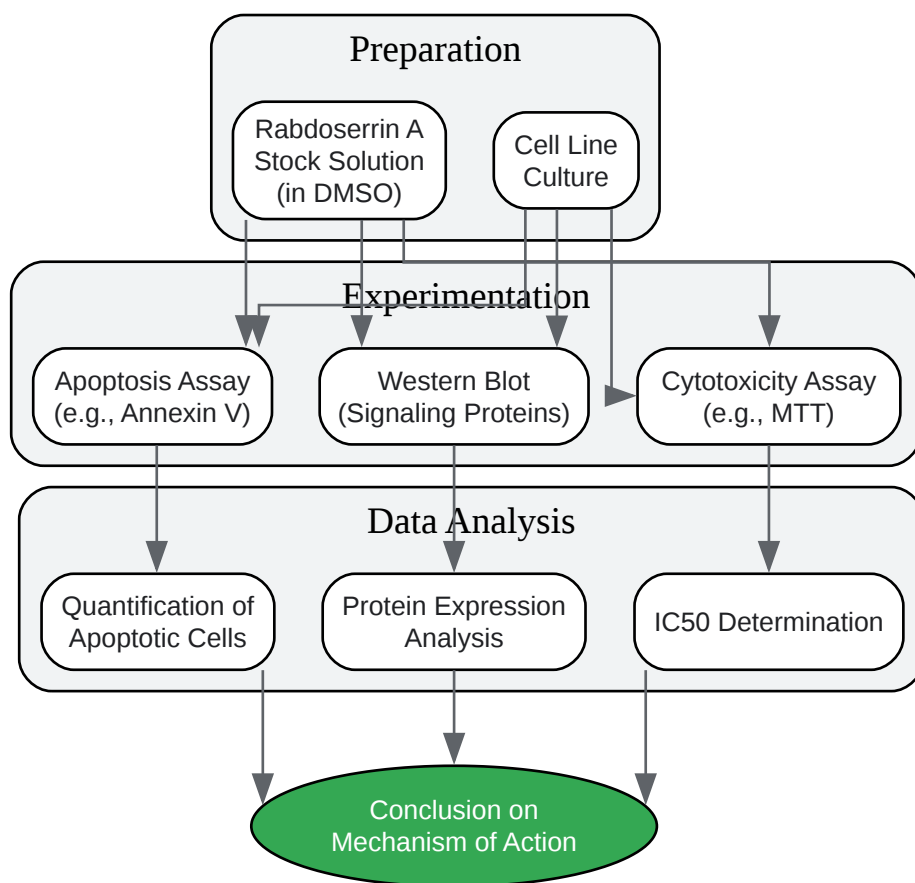 Preparation
Rabdoserrin A
Stock Solution
(in DMSO)
Cell Line
Culture
Experimentation
Apoptosis Assay
(e.g., Annexin V)
Western Blot
(Signaling Proteins)
Cytotoxicity Assay
(e.g., MTT)
Data Analysis
Quantification of
Apoptotic Cells
Protein Expression
Analysis
IC50 Determination
Conclusion on
Mechanism of Action